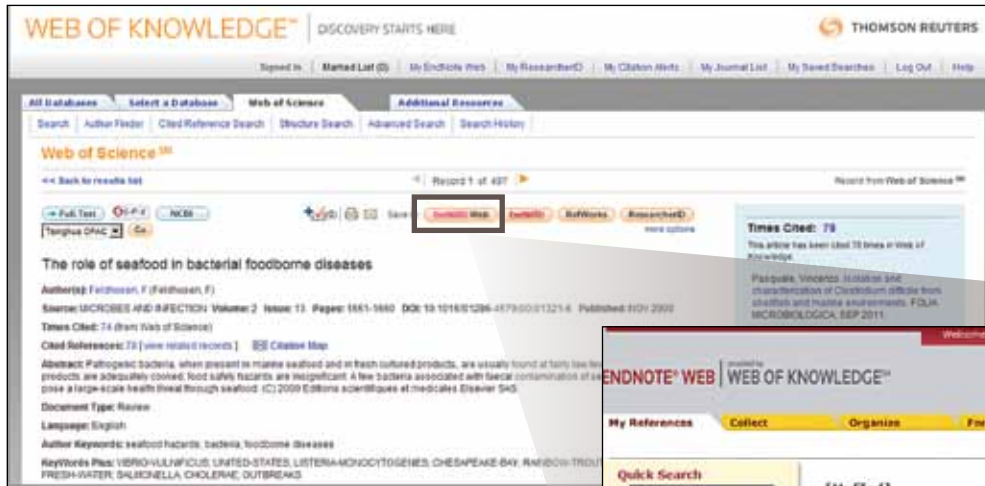 WEB OF KNOWLEDGE℠ DISCOVERY STARTS HERE
THOMSON REUTERS
Signed In Marked List (0) My EndNote Web My ResearcherID My Citation Alerts My Journal List My Saved Searches Log Out Help
All Databases Select a Database Web of Science Additional Resources
Search Author Finder Cited Reference Search Structure Search Advanced Search Search History
Web of Science℠
<< Back to results list Record 1 of 497 Record from Web of Science℠
Full Text NCBI Save to: EndNote Web EndNote RefWorks ResearcherID
Tsinghua OPAC Go more options
Times Cited: 78
This article has been cited 78 times in Web of Knowledge.
The role of seafood in bacterial foodborne diseases
Author(s): Feldhusen, F (Feldhusen, F)
Source: MICROBES AND INFECTION Volume: 2 Issue: 13 Pages: 1651-1660 Published: NOV 2000
Pasquale, Vincenzo. Isolation and characterization of Clostridium difficile from shellfish and marine environments. FOLIA MICROBIOLOGICA, SEP 2011.
Times Cited: 74 (from Web of Science)
Cited References: 78 [view related records] Citation Map
Abstract: Pathogenic bacteria, when present in marine seafood and in fresh cultured products, are usually found at fairly low
products are adequately cooked, food safety hazards are insignificant. A few bacteria associated with faecal contamination of
pose a large-scale health threat through seafood. (C) 2000 Editions scientifiques et medicales Elsevier SAS.
Document Type: Review
Language: English
Author Keywords: seafood hazards; bacteria; foodborne diseases
KeyWords Plus: VIBRIO-VULNIFICUS; UNITED-STATES; LISTERIA-MONOCYTOGENES; CHESAPEAKE-BAY; RAINBOW-TROUT
FRESH-WATER; SALMONELLA; CHOLERAE; OUTBREAKS
Welcome
ENDNOTE® WEB WEB OF KNOWLEDGE℠
My References Collect Organize
Quick Search